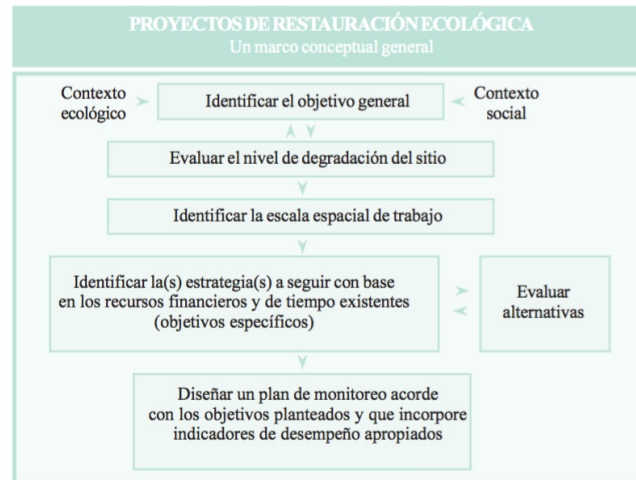 PROYECTOS DE RESTAURACIÓN ECOLÓGICA
Un marco conceptual general
Contexto
ecológico
Identificar el objetivo general
Contexto
social
Evaluar el nivel de degradación del sitio
Identificar la escala espacial de trabajo
Identificar la(s) estrategia(s) a seguir con base
en los recursos financieros y de tiempo existentes
(objetivos específicos)
Evaluar
alternativas
Diseñar un plan de monitoreo acorde
con los objetivos planteados y que incorpore
indicadores de desempeño apropiados